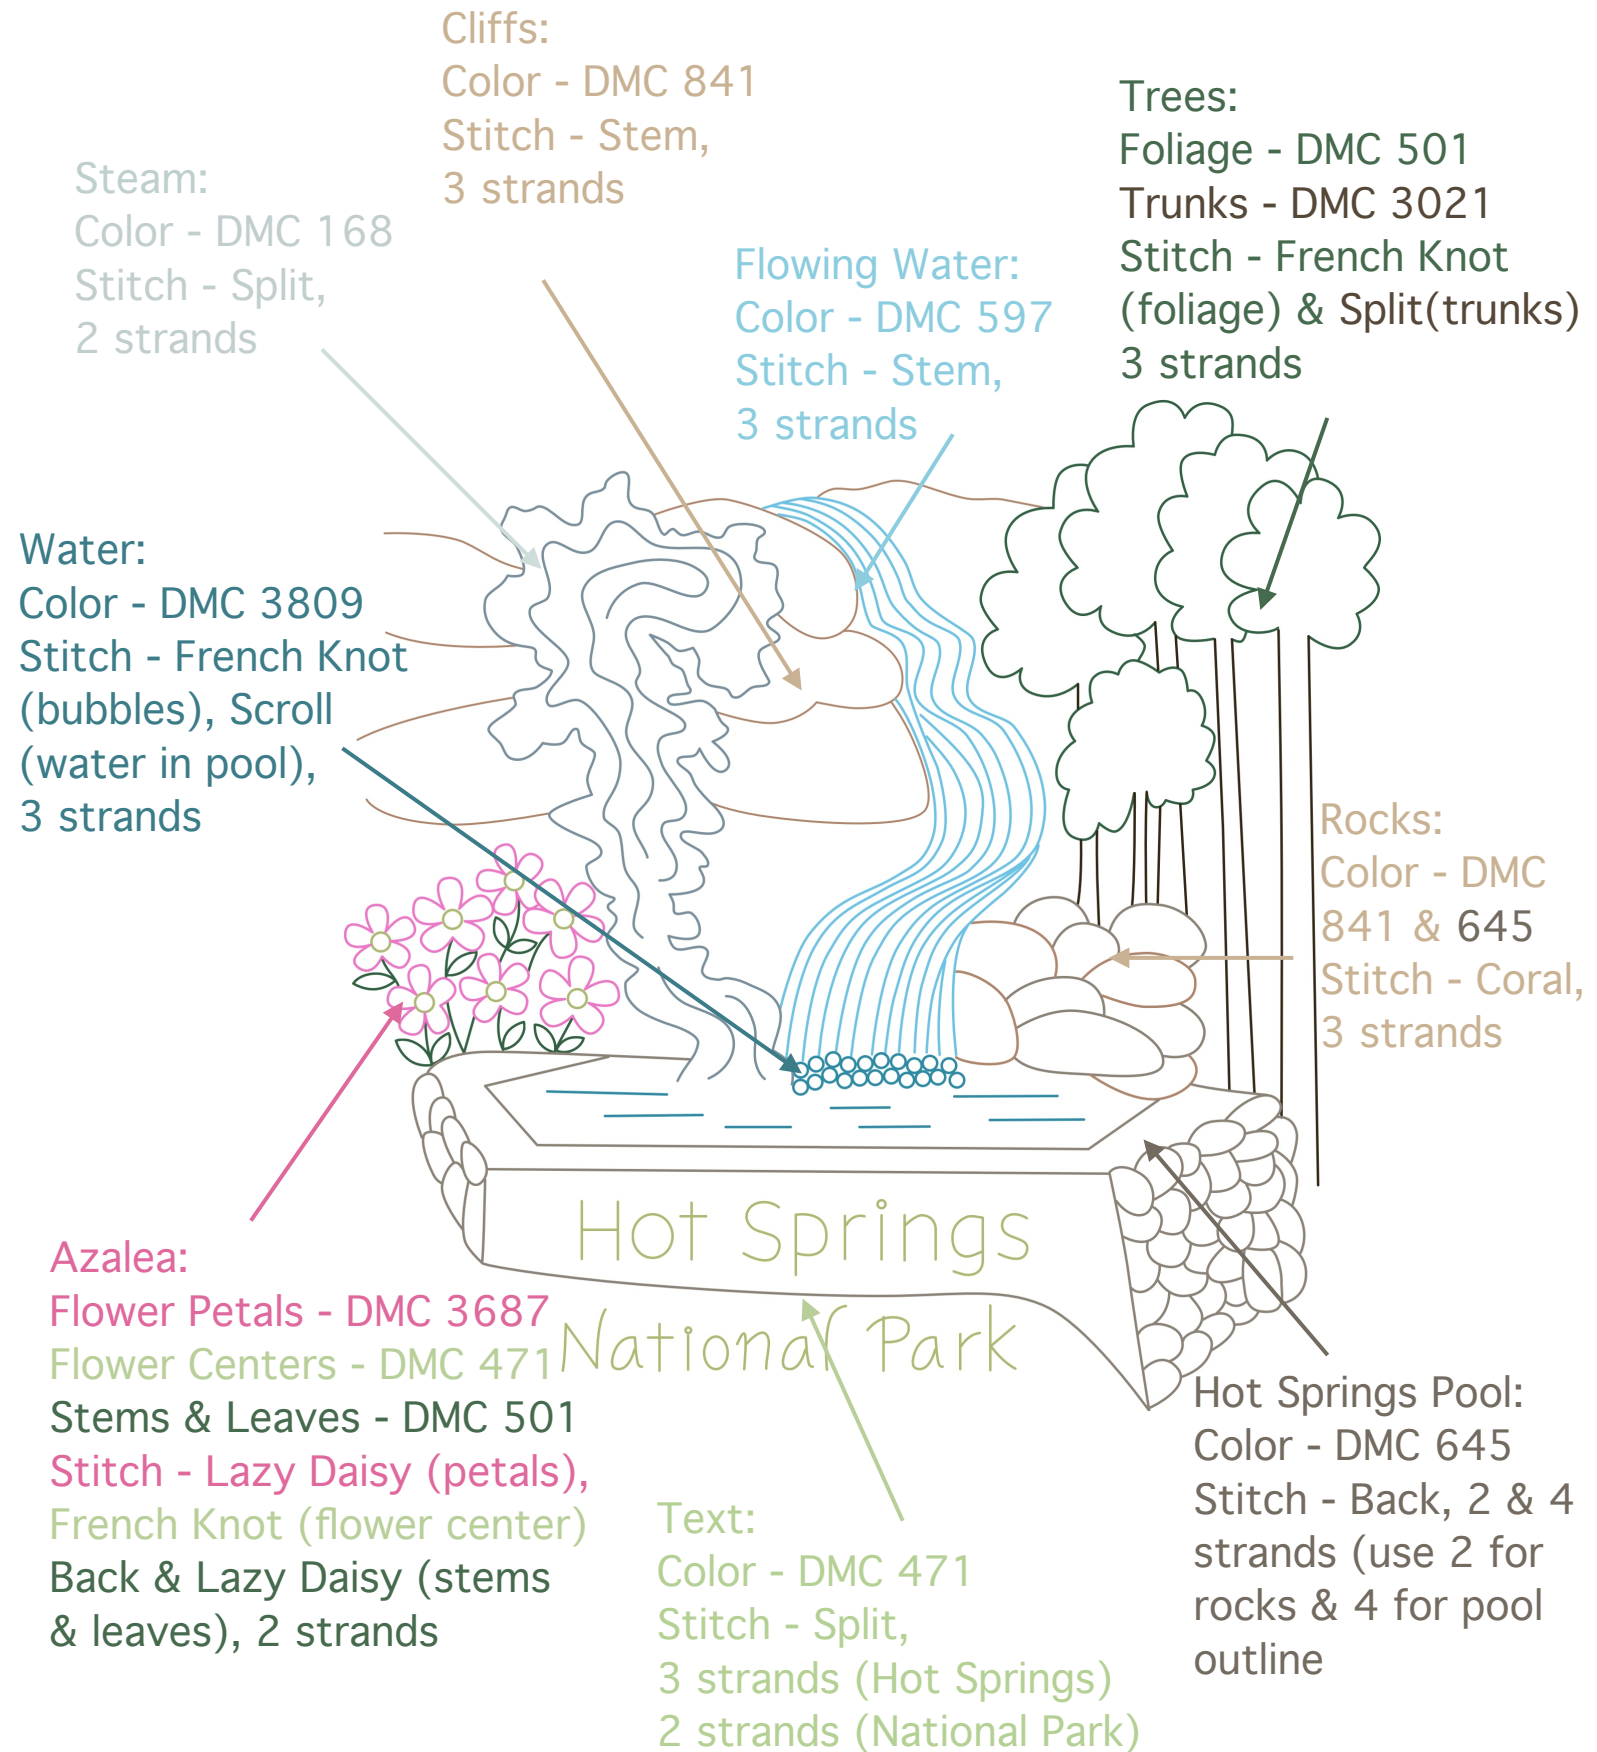 Cliffs:
Color - DMC 841
Stitch - Stem,
3 strands
Trees:
Foliage - DMC 501
Trunks - DMC 3021
Stitch - French Knot
(foliage) & Split(trunks)
3 strands
Steam:
Color - DMC 168
Stitch - Split,
2 strands
Flowing Water:
Color - DMC 597
Stitch - Stem,
3 strands
Water:
Color - DMC 3809
Stitch - French Knot
(bubbles), Scroll
(water in pool),
3 strands
Rocks:
Color - DMC
841 & 645
Stitch - Coral,
3 strands
Hot Springs
National Park
Azalea:
Flower Petals - DMC 3687
Flower Centers - DMC 471
Stems & Leaves - DMC 501
Stitch - Lazy Daisy (petals),
French Knot (flower center)
Back & Lazy Daisy (stems
& leaves), 2 strands
Hot Springs Pool:
Color - DMC 645
Stitch - Back, 2 & 4
strands (use 2 for
rocks & 4 for pool
outline
Text:
Color - DMC 471
Stitch - Split,
3 strands (Hot Springs)
2 strands (National Park)